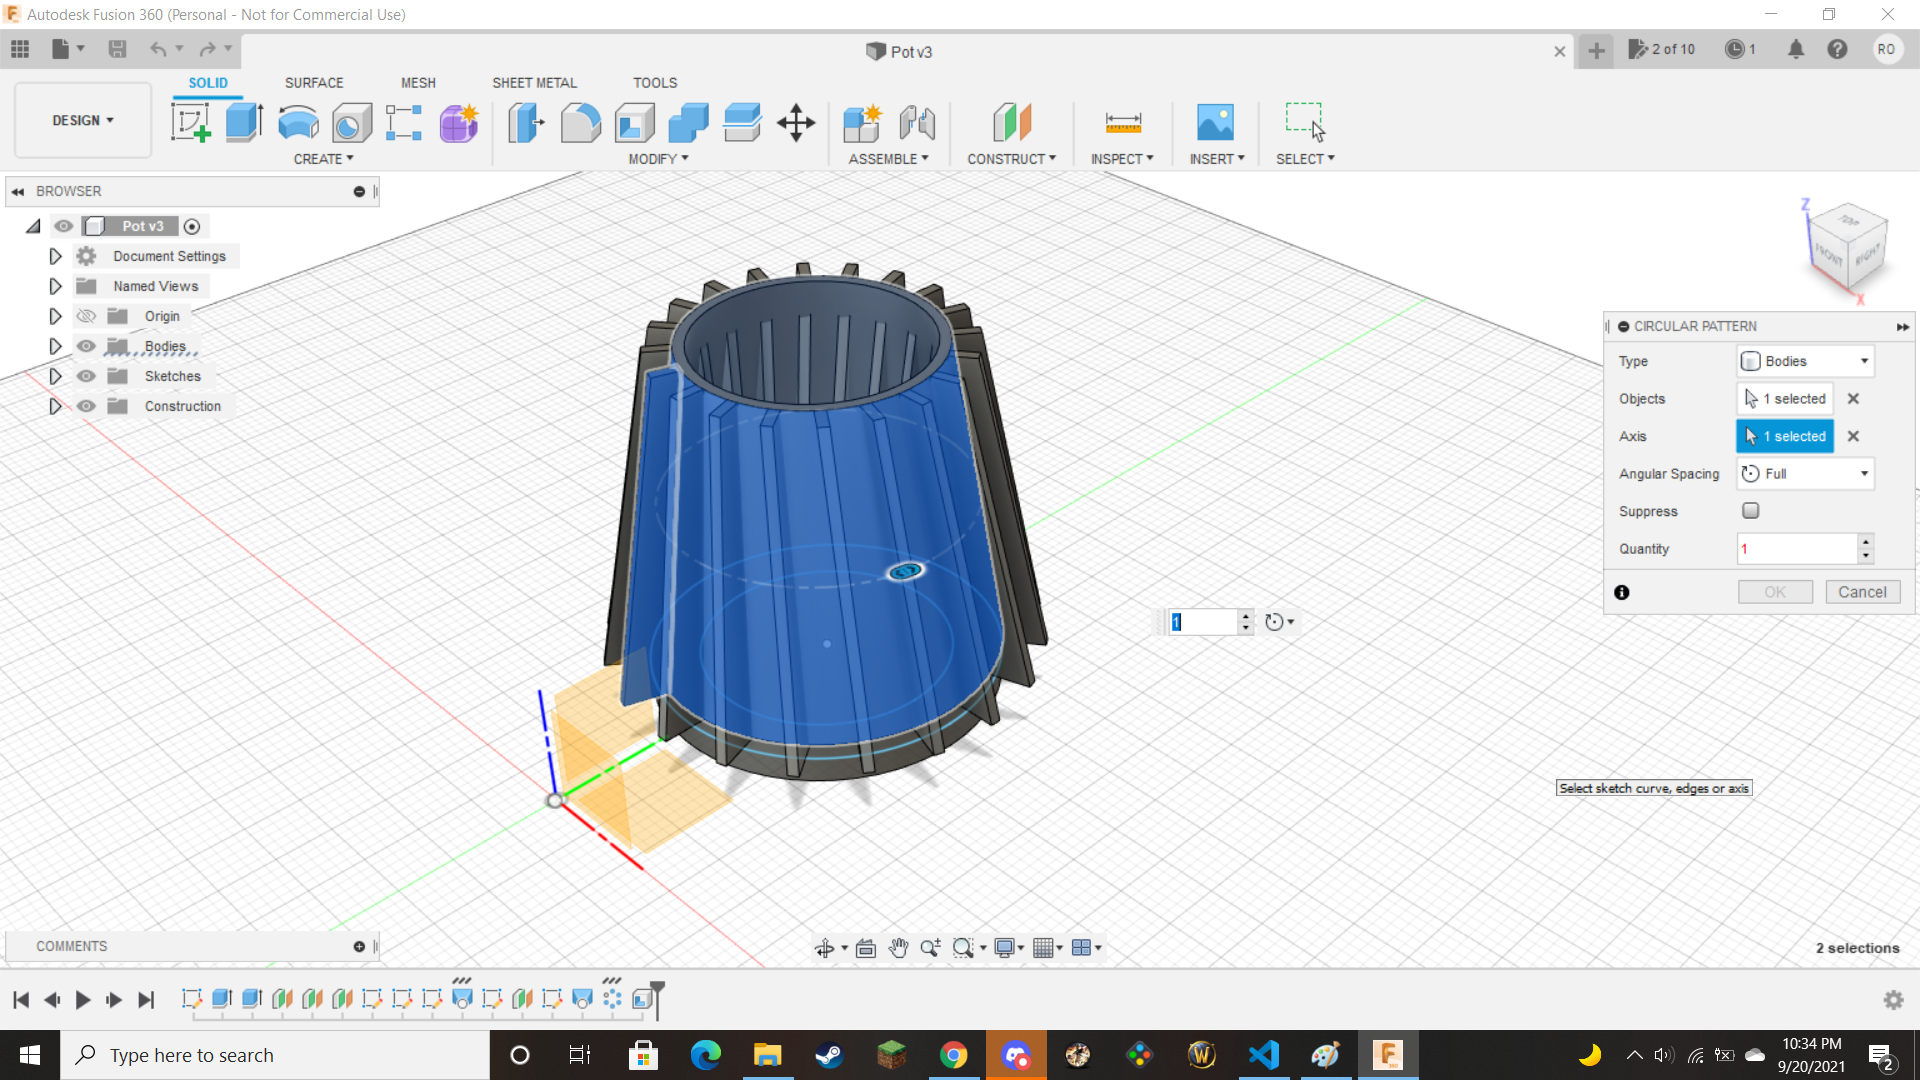 Autodesk Fusion 360 (Personal - Not for Commercial Use)
Pot v3
2 of 10
1
RO
SOLID SURFACE MESH SHEET METAL TOOLS
DESIGN
CREATE MODIFY ASSEMBLE CONSTRUCT INSPECT INSERT SELECT
BROWSER
Pot v3
Document Settings
Named Views
Origin
Bodies
Sketches
Construction
Z
TOP
FRONT
RIGHT
X
CIRCULAR PATTERN
Type Bodies
Objects 1 selected
Axis 1 selected
Angular Spacing Full
Suppress
Quantity 1
OK Cancel
1
Select sketch curve, edges or axis
COMMENTS
2 selections
Type here to search
10:34 PM
9/20/2021
2